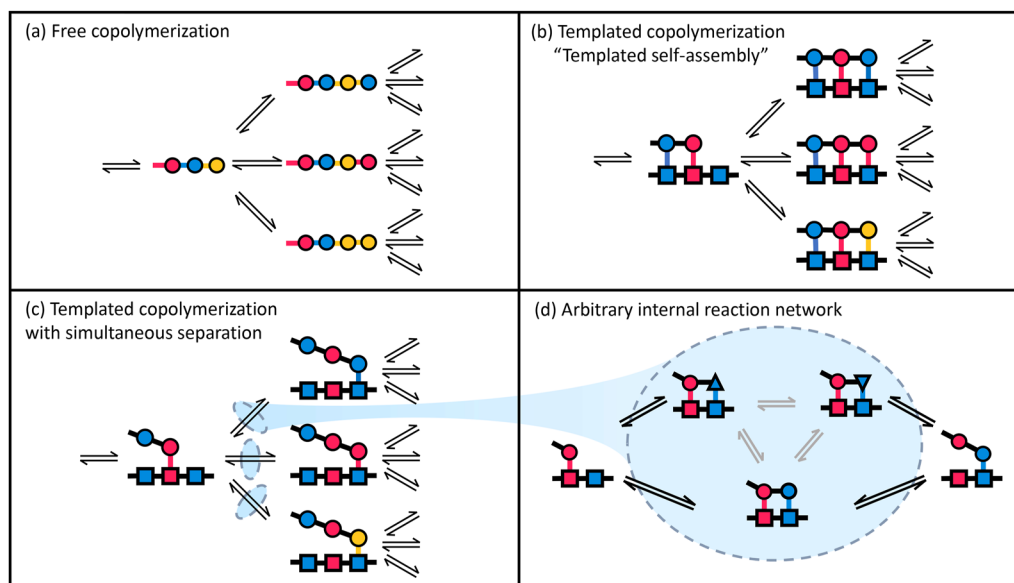 (a) Free copolymerization
(b) Templated copolymerization
“Templated self-assembly”
(c) Templated copolymerization
with simultaneous separation
(d) Arbitrary internal reaction network